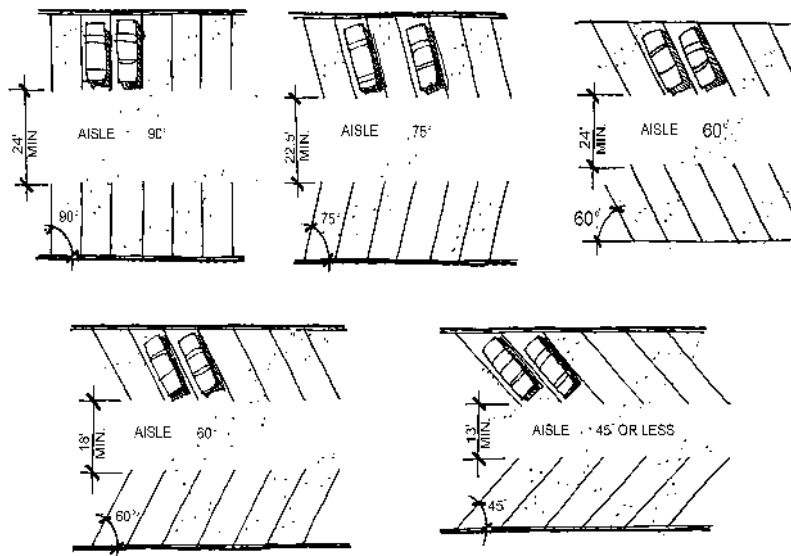 24' MIN.
AISLE 90°
90°
22.5' MIN.
AISLE 75°
75°
24' MIN.
AISLE 60°
60°
18' MIN.
AISLE 60°
60°
13' MIN.
AISLE 45° OR LESS
45°